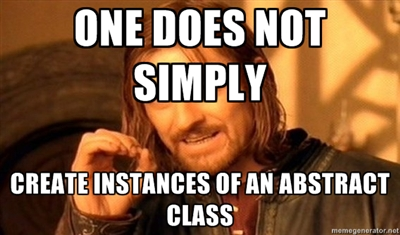 ONE DOES NOT
SIMPLY
CREATE INSTANCES OF AN ABSTRACT
CLASS
memegenerator.net